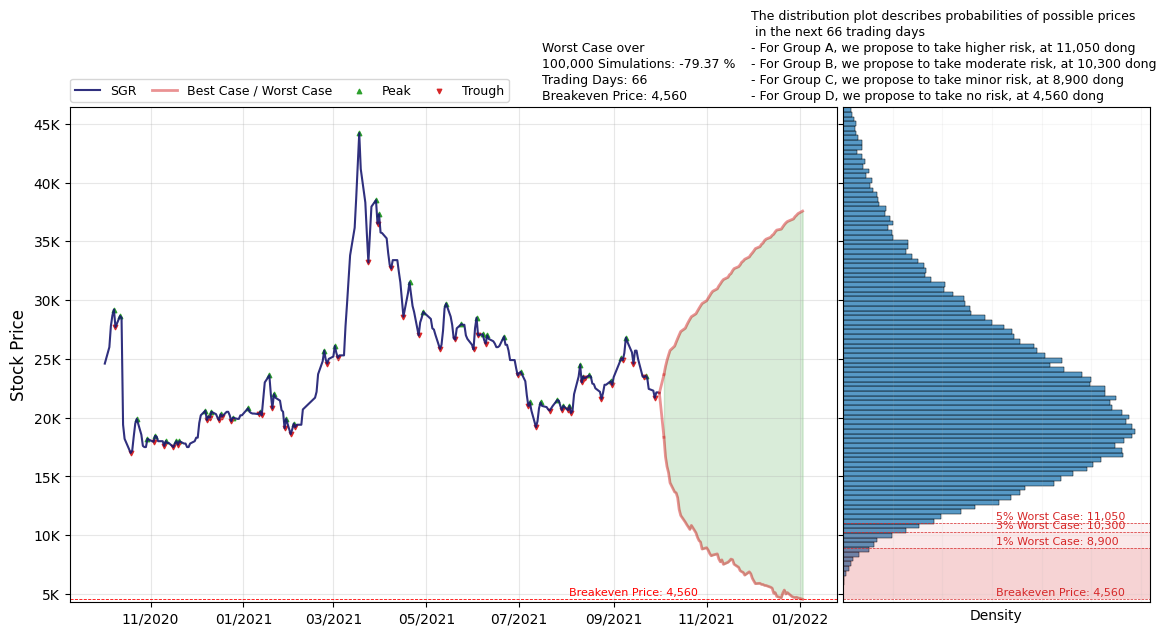 The distribution plot describes probabilities of possible prices
in the next 66 trading days
- For Group A, we propose to take higher risk, at 11,050 dong
- For Group B, we propose to take moderate risk, at 10,300 dong
- For Group C, we propose to take minor risk, at 8,900 dong
- For Group D, we propose to take no risk, at 4,560 dong
Worst Case over
100,000 Simulations: -79.37 %
Trading Days: 66
Breakeven Price: 4,560
SGR
Best Case / Worst Case
Peak
Trough
Stock Price
45K
40K
35K
30K
25K
20K
15K
10K
5K
Breakeven Price: 4,560
11/2020
01/2021
03/2021
05/2021
07/2021
09/2021
11/2021
01/2022
5% Worst Case: 11,050
3% Worst Case: 10,300
1% Worst Case: 8,900
Breakeven Price: 4,560
Density